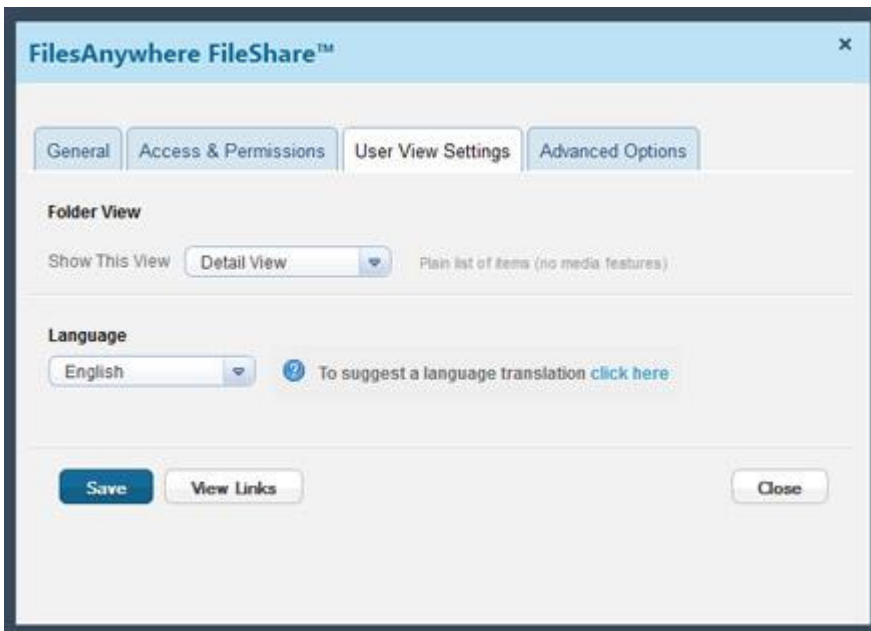 FilesAnywhere FileShare™
×
General Access & Permissions User View Settings Advanced Options
Folder View
Show This View Detail View Plain list of items (no media features)
Language
English ? To suggest a language translation click here
Save View Links Close